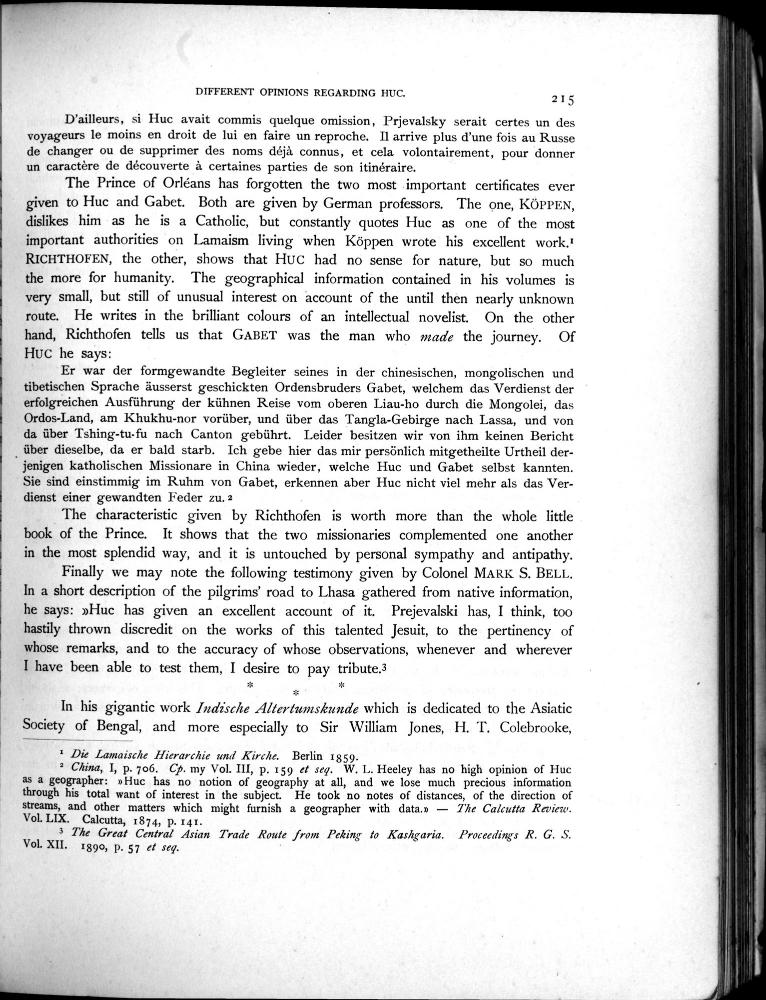 DIFFERENT OPINIONS REGARDING HUC.
215
D'ailleurs, si Huc avait commis quelque omission, Prjevalsky serait certes un des
voyageurs le moins en droit de lui en faire un reproche. Il arrive plus d'une fois au Russe
de changer ou de supprimer des noms déjà connus, et cela volontairement, pour donner
un caractère de découverte à certaines parties de son itinéraire.
The Prince of Orléans has forgotten the two most important certificates ever
given to Huc and Gabet. Both are given by German professors. The one, KÖPPEN,
dislikes him as he is a Catholic, but constantly quotes Huc as one of the most
important authorities on Lamaism living when Köppen wrote his excellent work.¹
RICHTHOFEN, the other, shows that HUC had no sense for nature, but so much
the more for humanity. The geographical information contained in his volumes is
very small, but still of unusual interest on account of the until then nearly unknown
route. He writes in the brilliant colours of an intellectual novelist. On the other
hand, Richthofen tells us that GABET was the man who made the journey. Of
HUC he says:
Er war der formgewandte Begleiter seines in der chinesischen, mongolischen und
tibetischen Sprache äusserst geschickten Ordensbruders Gabet, welchem das Verdienst der
erfolgreichen Ausführung der kühnen Reise vom oberen Liau-ho durch die Mongolei, das
Ordos-Land, am Khukhu-nor vorüber, und über das Tangla-Gebirge nach Lassa, und von
da über Tshing-tu-fu nach Canton gebührt. Leider besitzen wir von ihm keinen Bericht
über dieselbe, da er bald starb. Ich gebe hier das mir persönlich mitgetheilte Urtheil der-
jenigen katholischen Missionare in China wieder, welche Huc und Gabet selbst kannten.
Sie sind einstimmig im Ruhm von Gabet, erkennen aber Huc nicht viel mehr als das Ver-
dienst einer gewandten Feder zu.²
The characteristic given by Richthofen is worth more than the whole little
book of the Prince. It shows that the two missionaries complemented one another
in the most splendid way, and it is untouched by personal sympathy and antipathy.
Finally we may note the following testimony given by Colonel MARK S. BELL.
In a short description of the pilgrims' road to Lhasa gathered from native information,
he says: »Huc has given an excellent account of it. Prejevalski has, I think, too
hastily thrown discredit on the works of this talented Jesuit, to the pertinency of
whose remarks, and to the accuracy of whose observations, whenever and wherever
I have been able to test them, I desire to pay tribute.³
* * *
In his gigantic work Indische Altertumskunde which is dedicated to the Asiatic
Society of Bengal, and more especially to Sir William Jones, H. T. Colebrooke,
¹ Die Lamaische Hierarchie und Kirche. Berlin 1859.
² China, I, p. 706. Cp. my Vol. III, p. 159 et seq. W. L. Heeley has no high opinion of Huc
as a geographer: »Huc has no notion of geography at all, and we lose much precious information
through his total want of interest in the subject. He took no notes of distances, of the direction of
streams, and other matters which might furnish a geographer with data.» — The Calcutta Review.
Vol. LIX. Calcutta, 1874, p. 141.
³ The Great Central Asian Trade Route from Peking to Kashgaria. Proceedings R. G. S.
Vol. XII. 1890, p. 57 et seq.